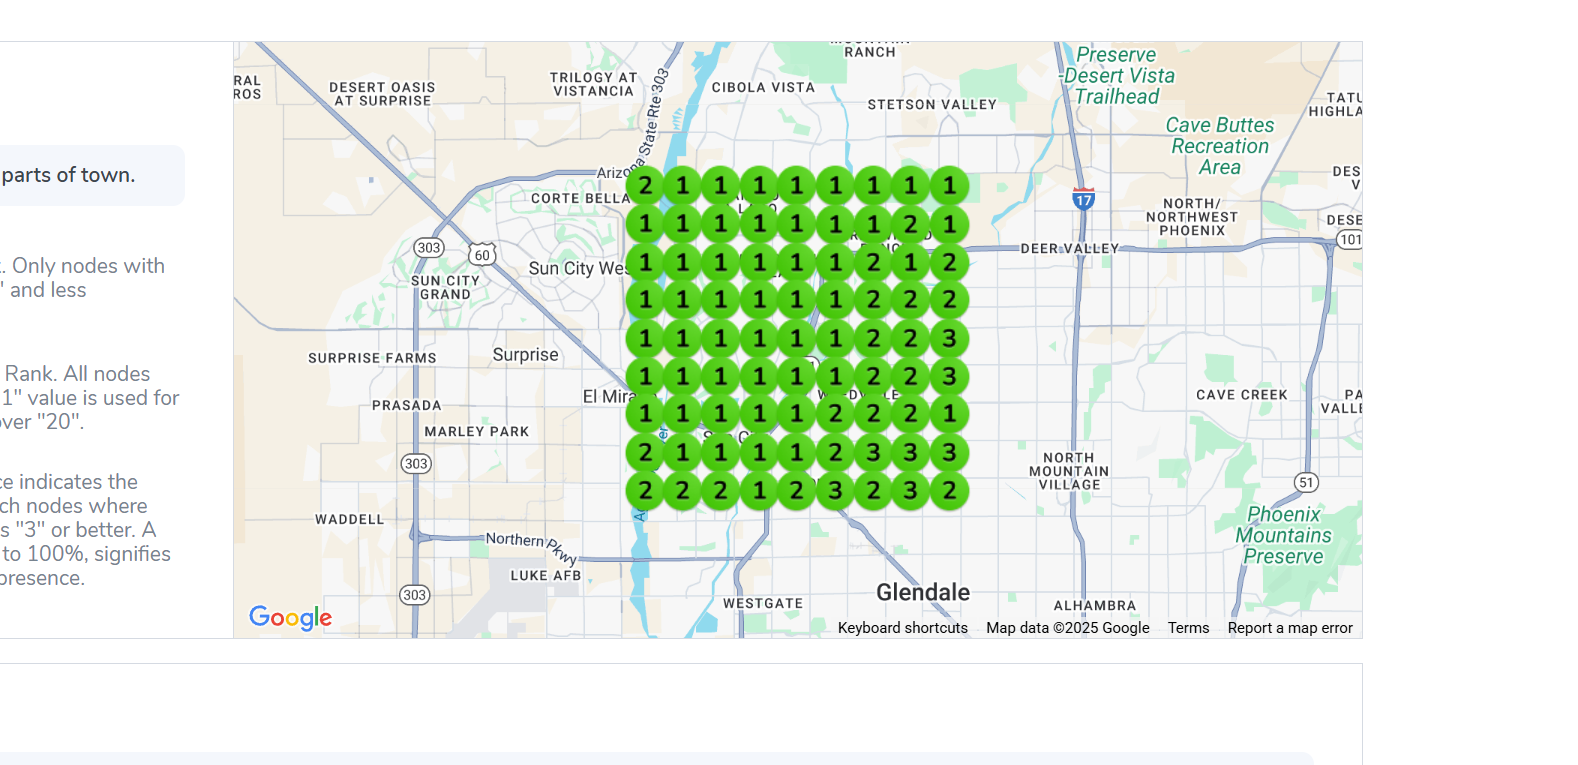 parts of town.
. Only nodes with
" and less
Rank. All nodes
1" value is used for
over "20".
ce indicates the
ch nodes where
s "3" or better. A
to 100%, signifies
presence.
RANCH
Preserve
-Desert Vista
Trailhead
RAL
ROS
DESERT OASIS
AT SURPRISE
TRILOGY AT
VISTANCIA
Arizona State Rte 303
CIBOLA VISTA
STETSON VALLEY
TATU
HIGHLA
Cave Buttes
Recreation
Area
CORTE BELLA
17
NORTH/
NORTHWEST
PHOENIX
DES
V
DESE
101
303
60
Sun City Wes
DEER VALLEY
SUN CITY
GRAND
SURPRISE FARMS
Surprise
El Mira
PRASADA
MARLEY PARK
CAVE CREEK
PA
VALLE
303
NORTH
MOUNTAIN
VILLAGE
51
WADDELL
Northern Pkwy
LUKE AFB
Phoenix
Mountains
Preserve
303
WESTGATE
Glendale
ALHAMBRA
2 1 1 1 1 1 1 1 1
1 1 1 1 1 1 1 2 1
1 1 1 1 1 1 2 1 2
1 1 1 1 1 1 2 2 2
1 1 1 1 1 1 2 2 3
1 1 1 1 1 1 2 2 3
1 1 1 1 1 2 2 2 1
2 1 1 1 1 2 3 3 3
2 2 2 1 2 3 2 3 2
Google
Keyboard shortcuts Map data ©2025 Google Terms Report a map error